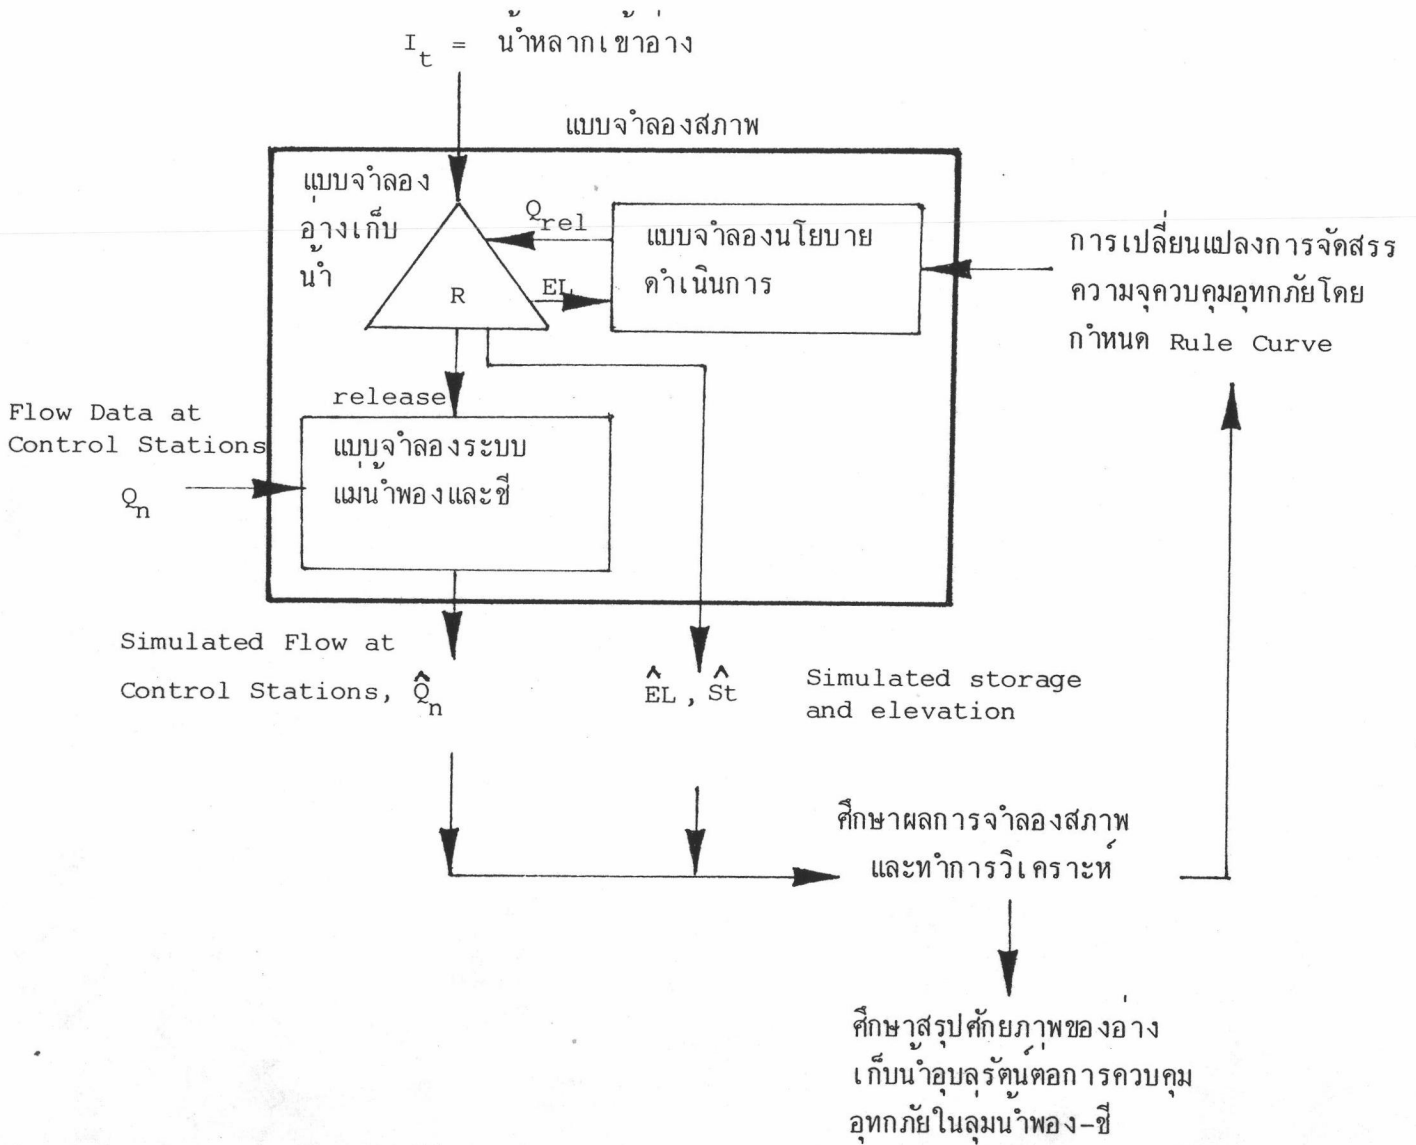 I_t = น้ำหลากเข้าอ่าง
แบบจำลองสภาพ
แบบจำลอง
อ่างเก็บ
น้ำ
Q_rel
R
EL
แบบจำลองนโยบาย
ดำเนินการ
การเปลี่ยนแปลงการจัดสรร
ความจุควบคุมอุทกภัยโดย
กำหนด Rule Curve
release
Flow Data at
Control Stations
Q_n
แบบจำลองระบบ
แม่น้ำพองและชี
Simulated Flow at
Control Stations, Q̂_n
ÊL , Ŝt
Simulated storage
and elevation
ศึกษาผลการจำลองสภาพ
และทำการวิเคราะห์
ศึกษาสรุปศักยภาพของอ่าง
เก็บน้ำอุบลรัตน์ต่อการควบคุม
อุทกภัยในลุ่มน้ำพอง-ชี